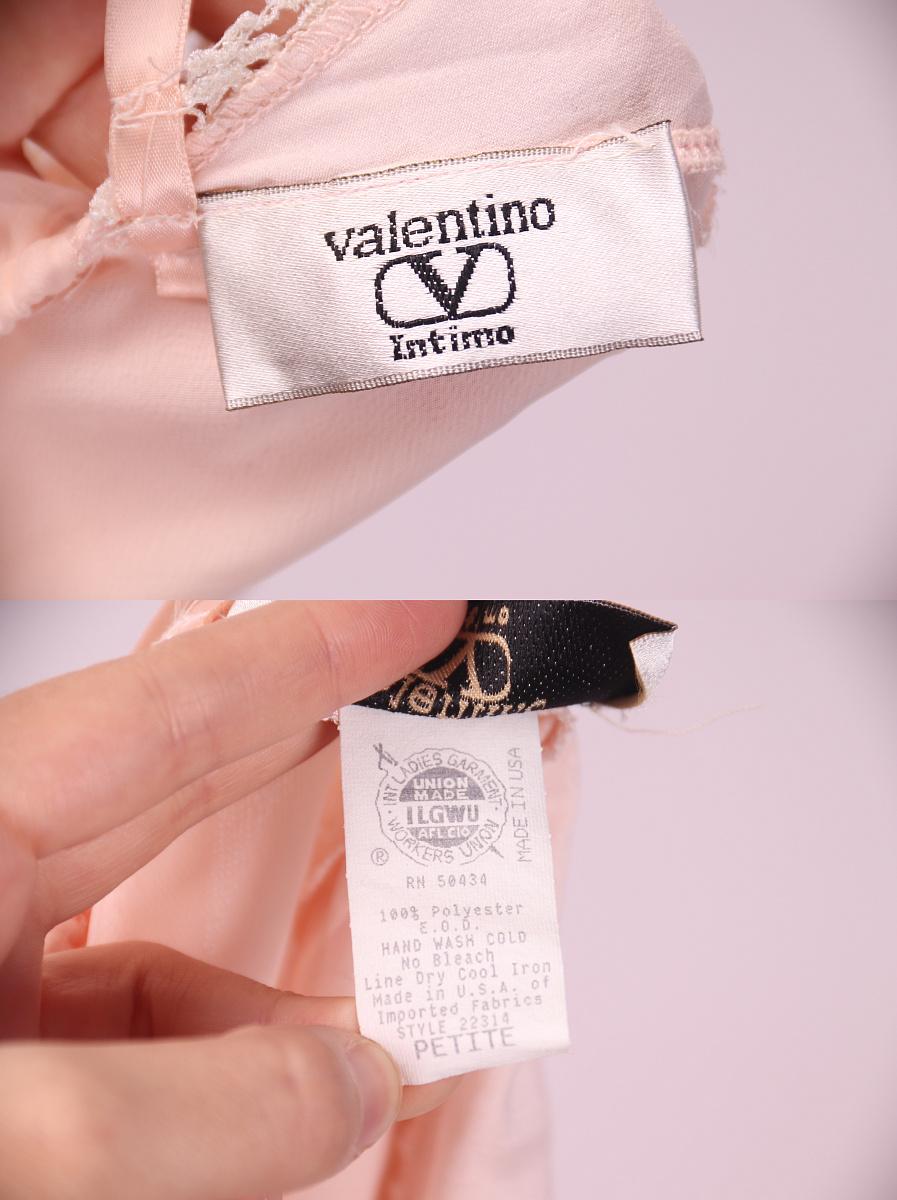 valentino
V
Intimo
INT LADIES GARMENT
UNION
MADE
ILGWU
AFL CIO
WORKERS UNION
®
MADE IN USA
RN 50434
100% Polyester
E.O.D.
HAND WASH COLD
No Bleach
Line Dry Cool Iron
Made in U.S.A. of
Imported Fabrics
STYLE 22314
PETITE